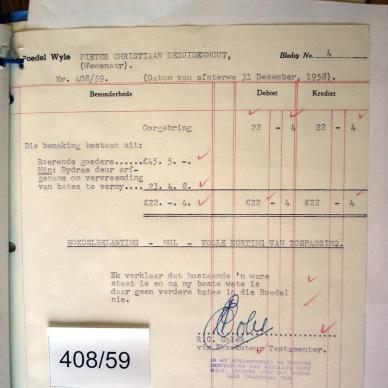 Boedel Wyle PIETER CHRISTIAAN BEZUIDENHOUT, Bladsy No. 4
(Wewenaar).
Nr. 408/59. (Datum van afsterwe 31 Desember, 1958).
Besonderhede Debiet Krediet
Oorgebring 22 - 4 22 - 4
Die bemaking bestaan uit:
Roerende goedere......£45. 5. -.
Min: Bydrae deur erf-
genaam om vervreemding
van bates te vermy.... 23. 4. 8.
£22. -. 4. £22 - 4 £22 - 4
BOEDELBELASTING - NUL - VOLLE KORTING VAN TOEPASSING.
Ek verklaar dat bostaande 'n ware
staat is en na my beste wete is
daar geen verdere bates in die Boedel
nie.
R.C. Coles
vir Eksekuteur Testamenter.
408/59